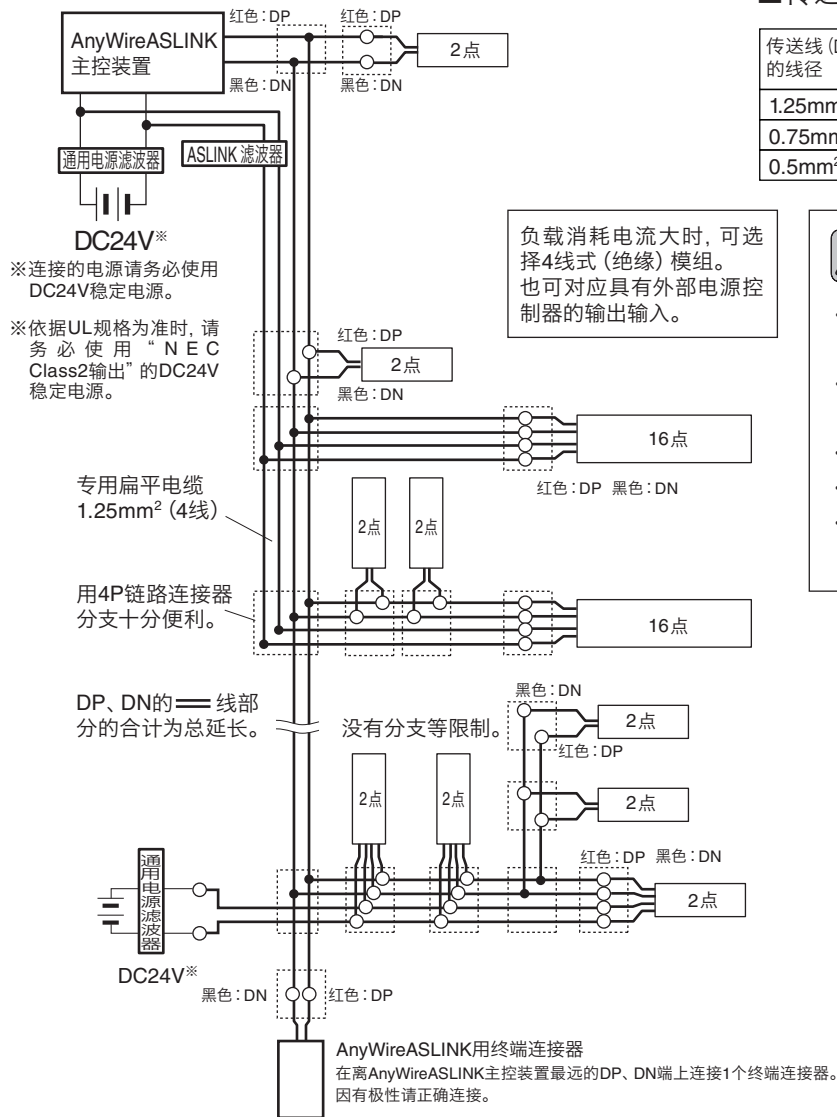 红色：DP
红色：DP
AnyWireASLINK
主控装置
2点
黑色：DN
黑色：DN
通用电源滤波器
ASLINK 滤波器
DC24V※
※连接的电源请务必使用
DC24V稳定电源。
※依据UL规格为准时, 请
务必使用 “NEC
Class2输出” 的DC24V
稳定电源。
的线径
1.25mm
0.75mm
0.5mm²
负载消耗电流大时, 可选
择4线式 (绝缘) 模组。
也可对应具有外部电源控
制器的输出输入。
红色：DP
2点
黑色：DN
16点
红色：DP 黑色：DN
专用扁平电缆
1.25mm² (4线)
2点
2点
用4P链路连接器
分支十分便利。
16点
DP、DN的 线部
分的合计为总延长。
没有分支等限制。
黑色：DN
2点
红色：DP
2点
2点
2点
红色：DP 黑色：DN
2点
通用电源滤波器
DC24V※
黑色：DN
红色：DP
AnyWireASLINK用终端连接器
在离AnyWireASLINK主控装置最远的DP、DN端上连接1个终端连接器。
因有极性请正确连接。